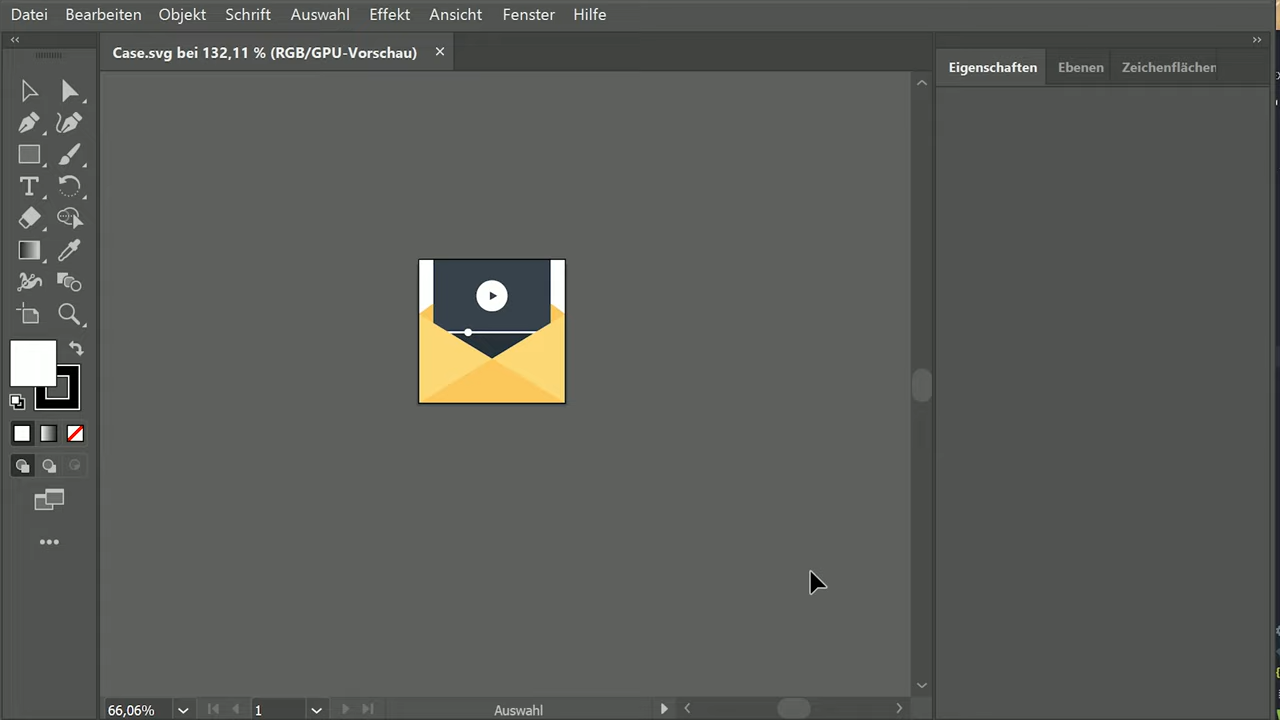 Datei Bearbeiten Objekt Schrift Auswahl Effekt Ansicht Fenster Hilfe
Case.svg bei 132,11 % (RGB/GPU-Vorschau)
Eigenschaften Ebenen Zeichenflächen
66,06% 1 Auswahl